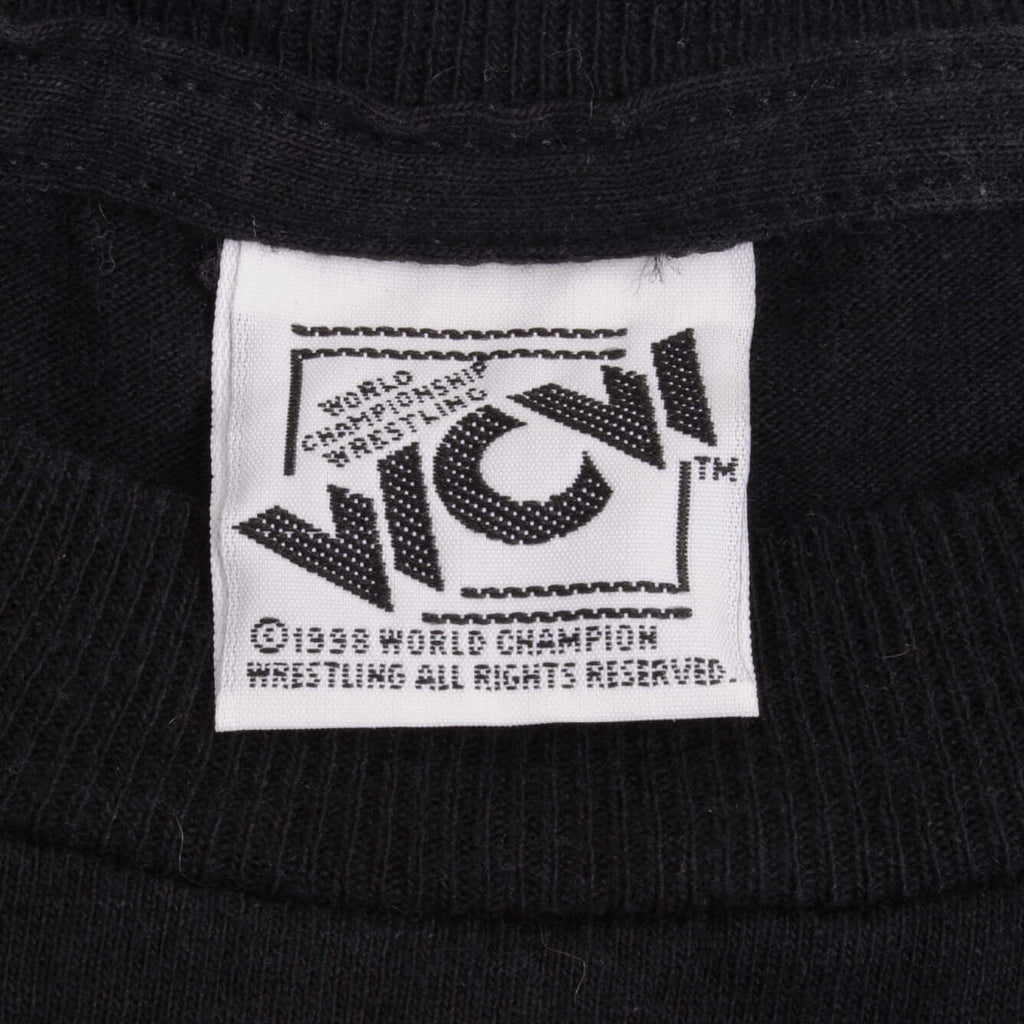 WORLD
CHAMPIONSHIP
WRESTLING
WCW
TM
©1998 WORLD CHAMPION
WRESTLING ALL RIGHTS RESERVED.